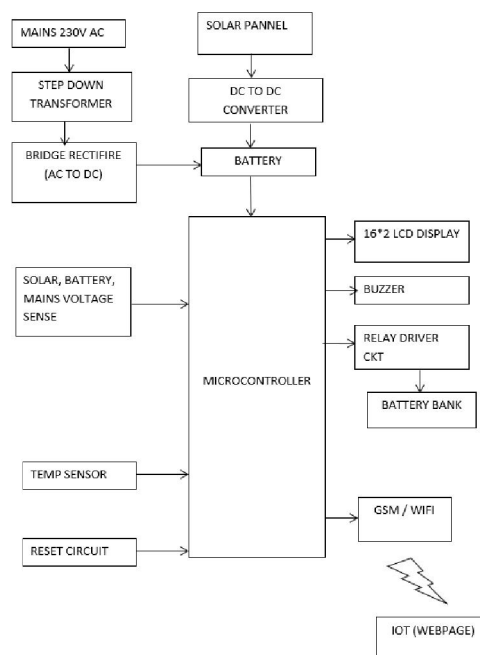 MAINS 230V AC
SOLAR PANNEL
STEP DOWN
TRANSFORMER
DC TO DC
CONVERTER
BRIDGE RECTIFIRE
(AC TO DC)
BATTERY
16*2 LCD DISPLAY
SOLAR, BATTERY,
MAINS VOLTAGE
SENSE
BUZZER
RELAY DRIVER
CKT
MICROCONTROLLER
BATTERY BANK
TEMP SENSOR
GSM / WIFI
RESET CIRCUIT
IOT (WEBPAGE)